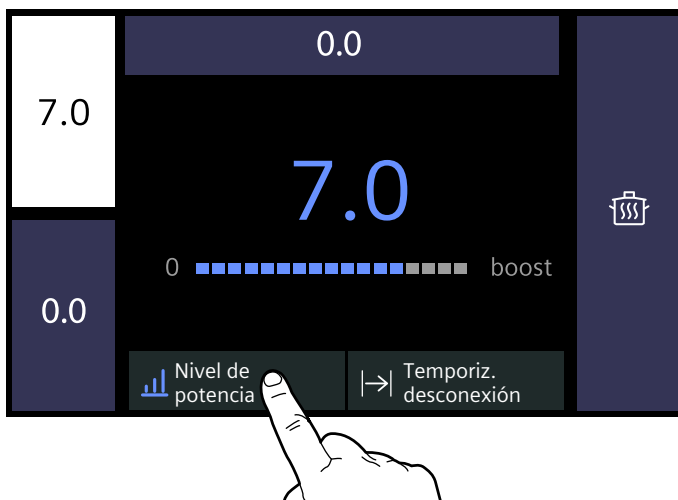 0.0
7.0
7.0
0 boost
0.0
Nivel de
potencia
Temporiz.
desconexión